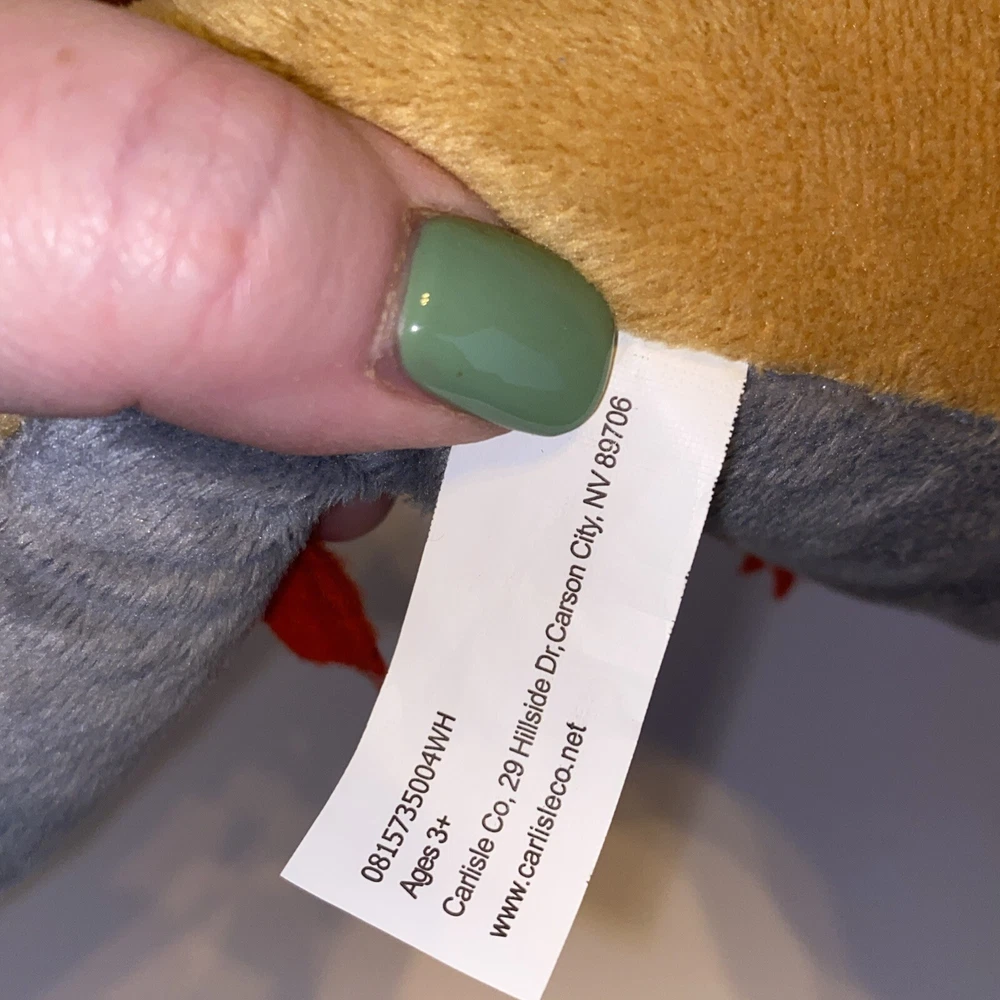 0815735004WH
Ages 3+
Carlisle Co, 29 Hillside Dr,Carson City, NV 89706
www.carlisleco.net